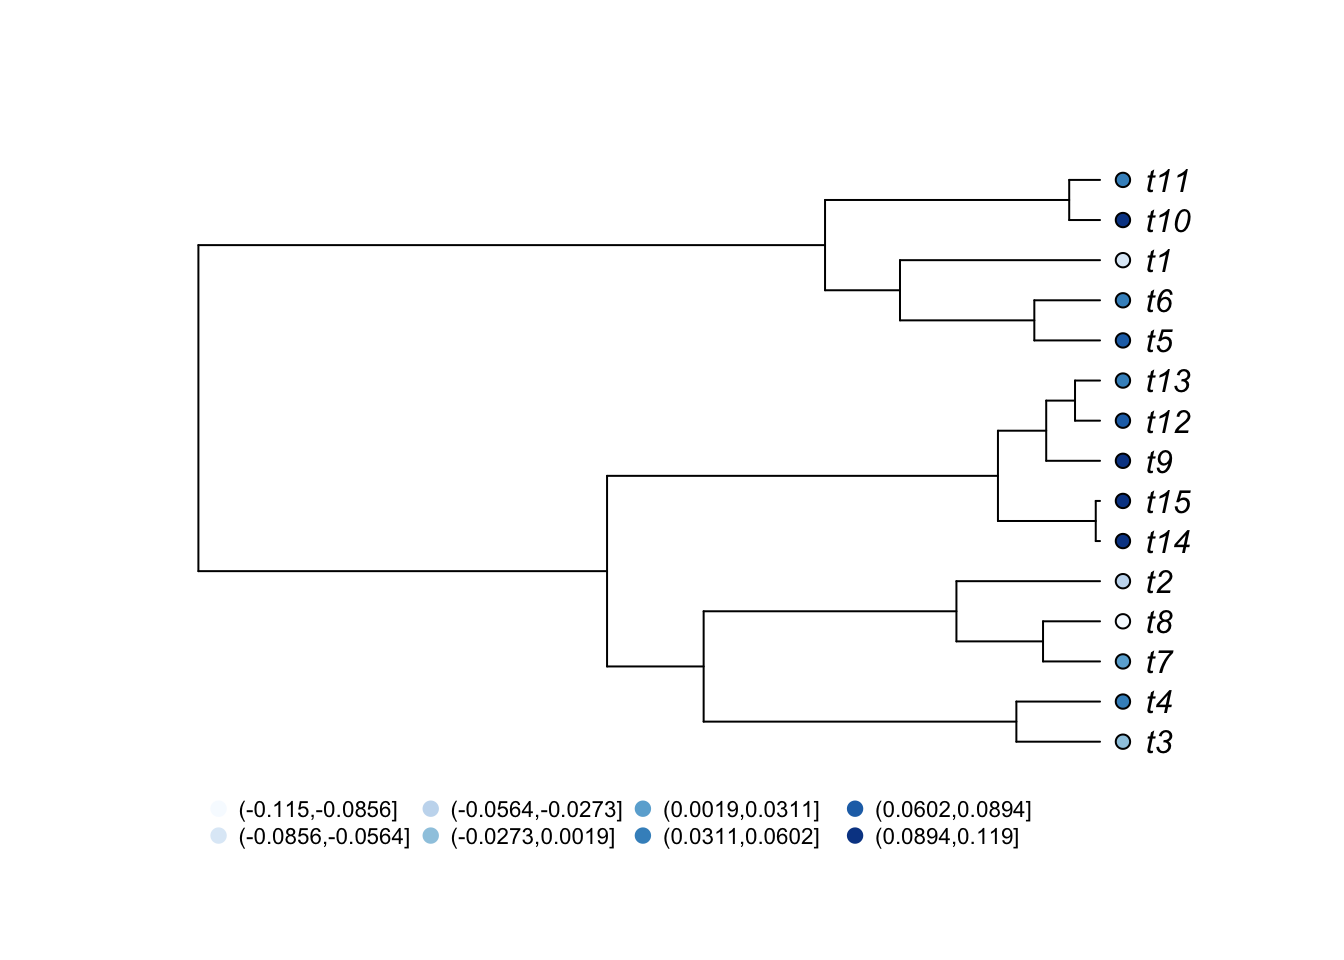 t11
t10
t1
t6
t5
t13
t12
t9
t15
t14
t2
t8
t7
t4
t3
(-0.115,-0.0856] (-0.0564,-0.0273] (0.0019,0.0311] (0.0602,0.0894]
(-0.0856,-0.0564] (-0.0273,0.0019] (0.0311,0.0602] (0.0894,0.119]